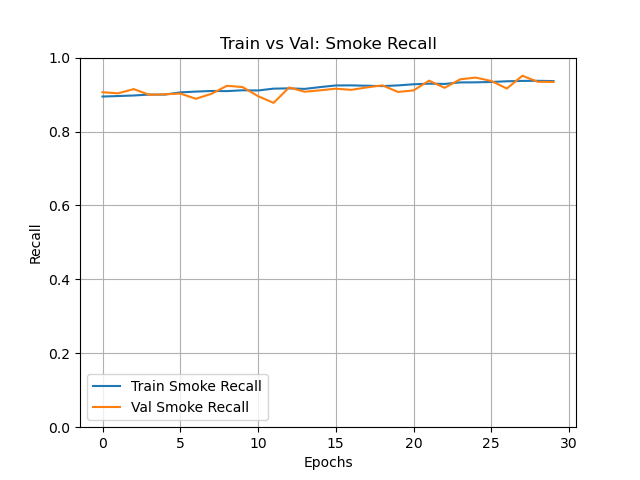 Train vs Val: Smoke Recall
1.0
0.8
0.6
0.4
0.2
0.0
Recall
Train Smoke Recall
Val Smoke Recall
0 5 10 15 20 25 30
Epochs